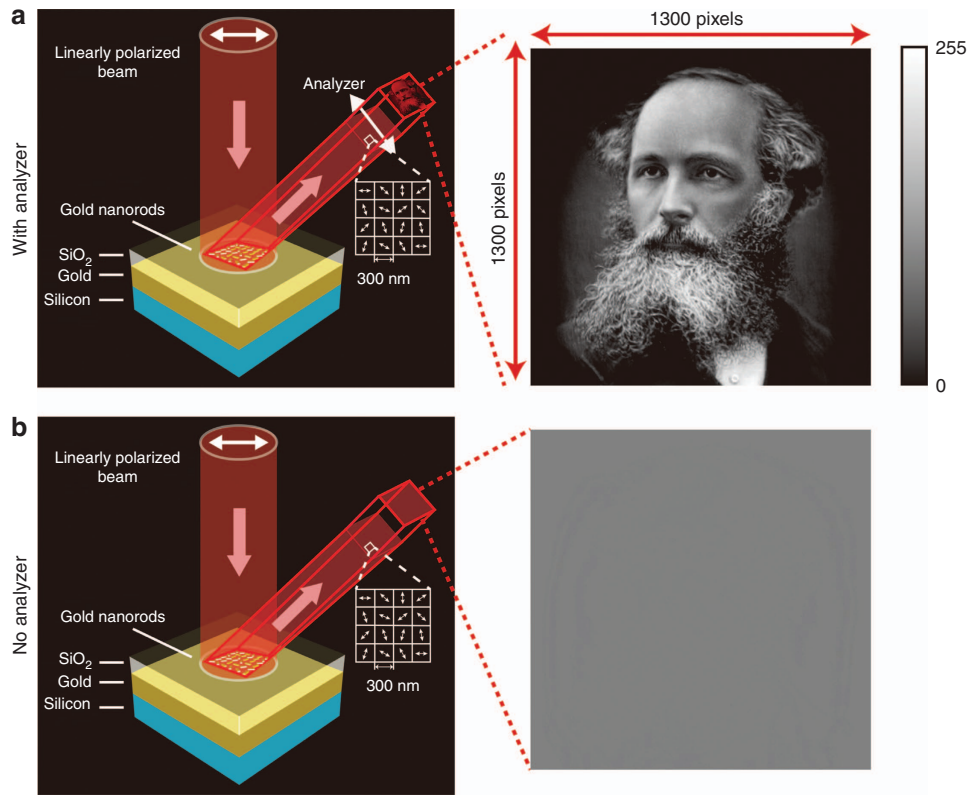 a
With analyzer
Linearly polarized
beam
Analyzer
Gold nanorods
SiO₂
Gold
Silicon
300 nm
1300 pixels
1300 pixels
255
0
b
No analyzer
Linearly polarized
beam
Gold nanorods
SiO₂
Gold
Silicon
300 nm